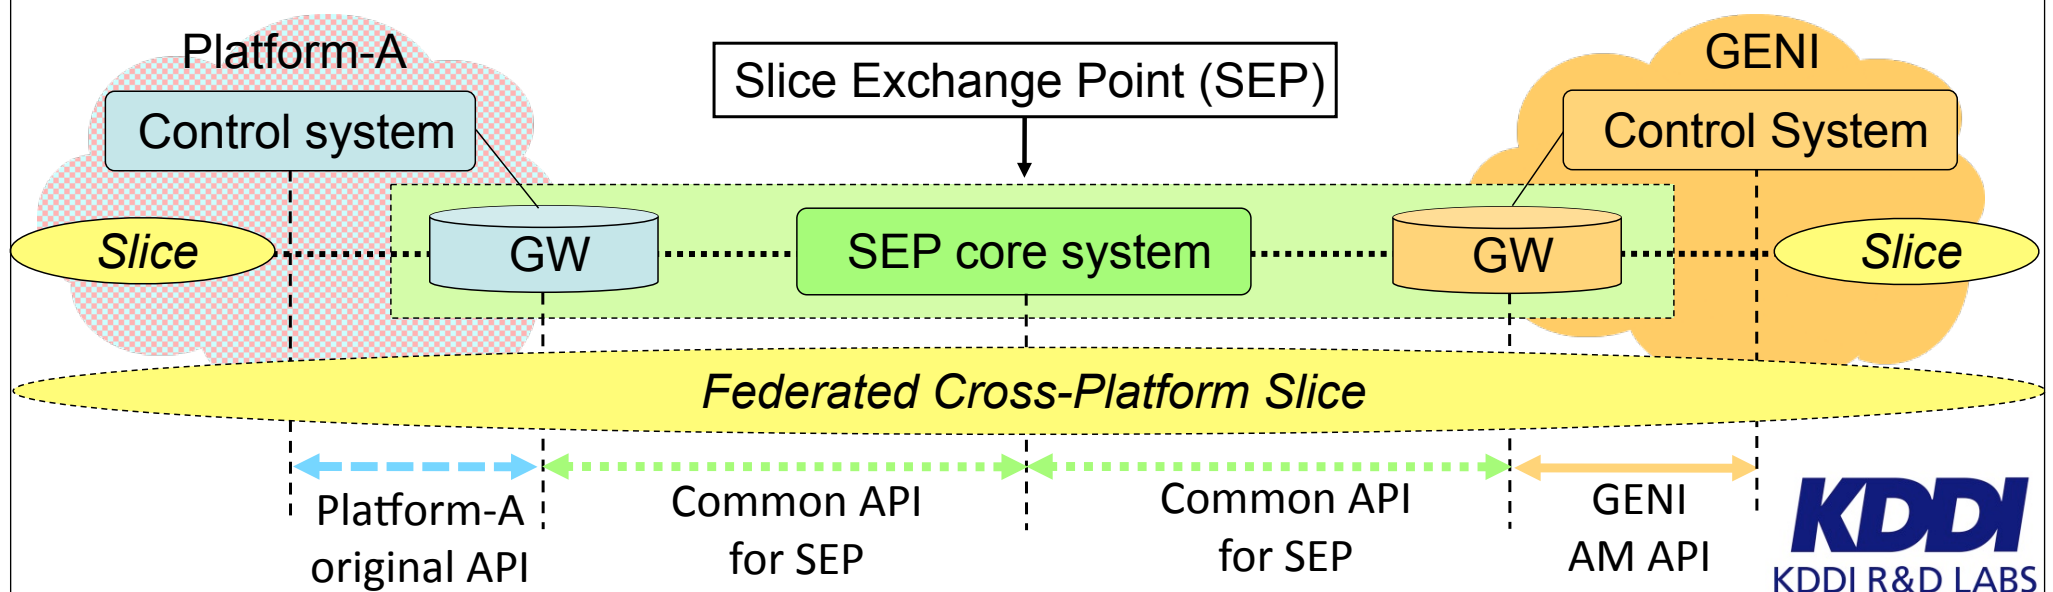 Platform-A
Slice Exchange Point (SEP)
GENI
Control system
Control System
Slice
GW
SEP core system
GW
Slice
Federated Cross-Platform Slice
Platform-A
original API
Common API
for SEP
Common API
for SEP
GENI
AM API
KDDI
KDDI R&D LABS